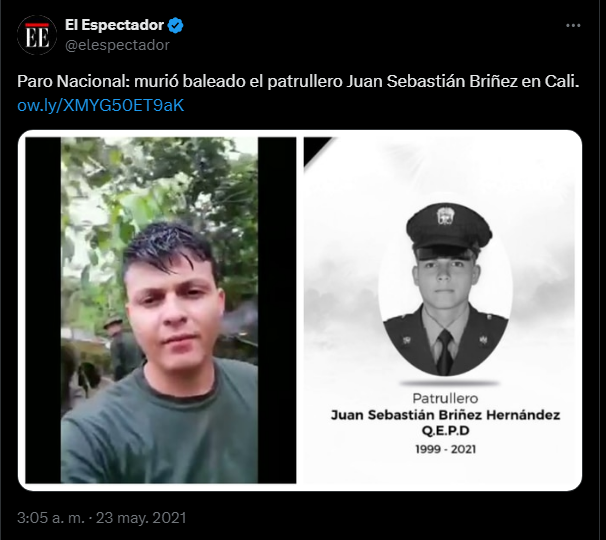 El Espectador
@elespectador
Paro Nacional: murió baleado el patrullero Juan Sebastián Briñez en Cali.
ow.ly/XMYG50ET9aK
Patrullero
Juan Sebastián Briñez Hernández
Q.E.P.D
1999 - 2021
3:05 a. m. · 23 may. 2021